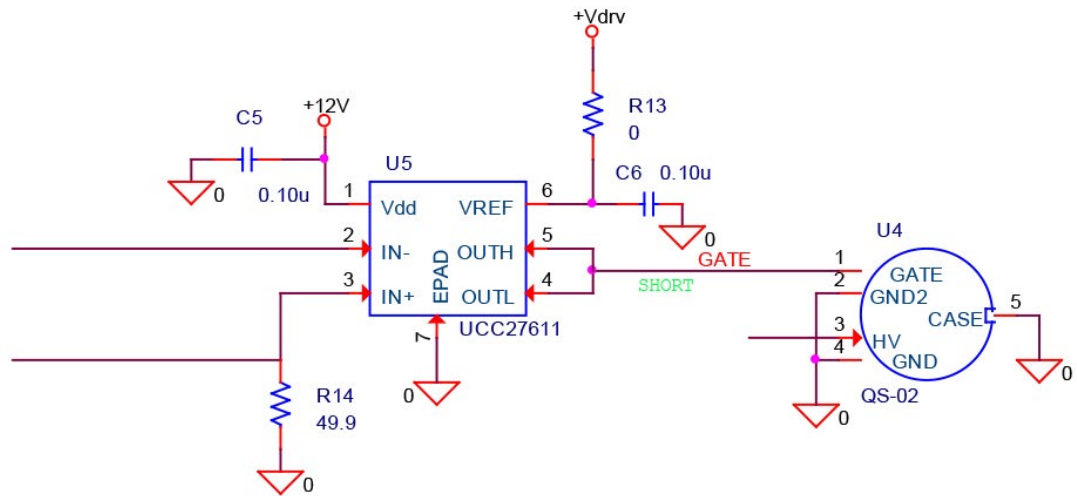 +Vdrv
R13
0
+12V
C5
0.10u
0
U5
C6 0.10u
0
1
Vdd
VREF
6
2
IN-
OUTH
5
3
IN+
OUTL
4
EPAD
7
UCC27611
0
GATE
SHORT
U4
1
GATE
2
GND2
CASE
5
3
HV
4
GND
QS-02
0
0
R14
49.9
0